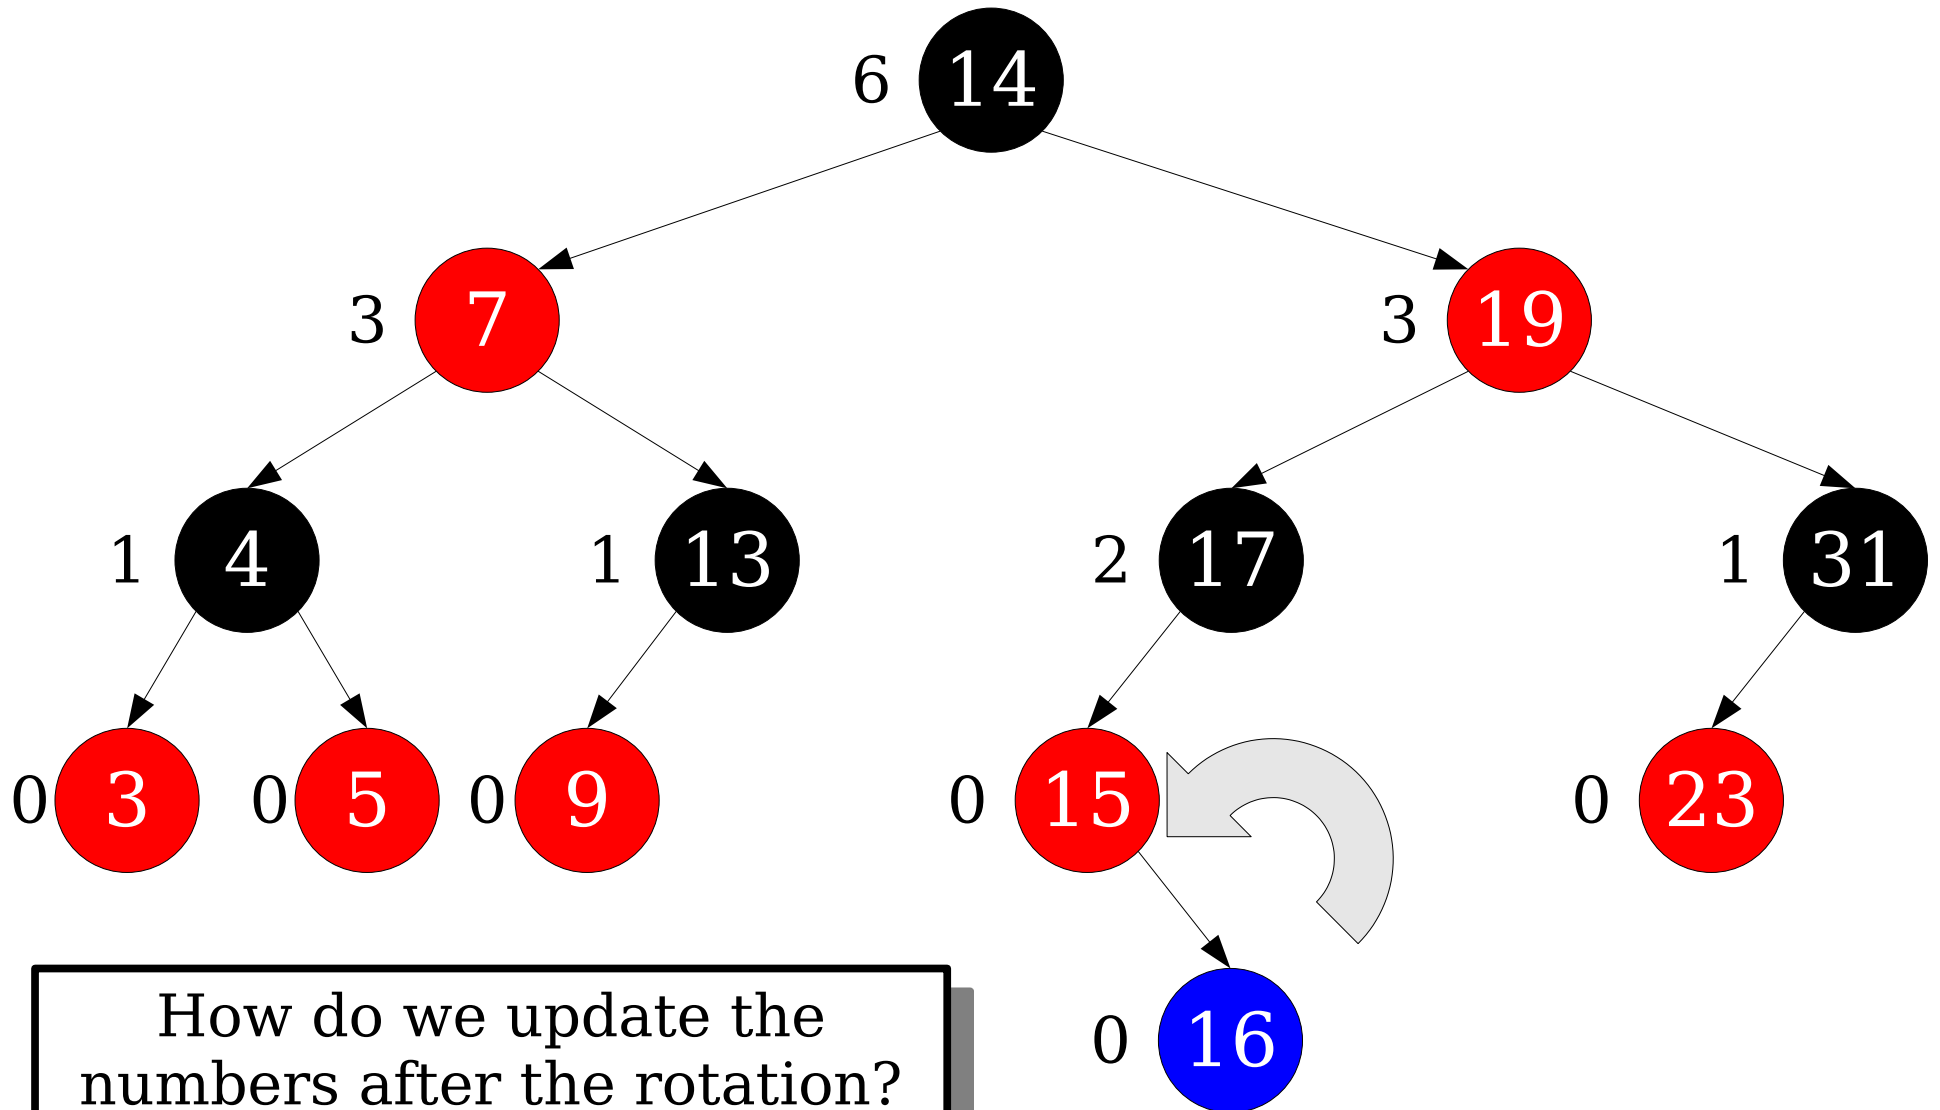 6 14
3 7 3 19
1 4 1 13 2 17 1 31
0 3 0 5 0 9 0 15 0 23
How do we update the
0 16
numbers after the rotation?